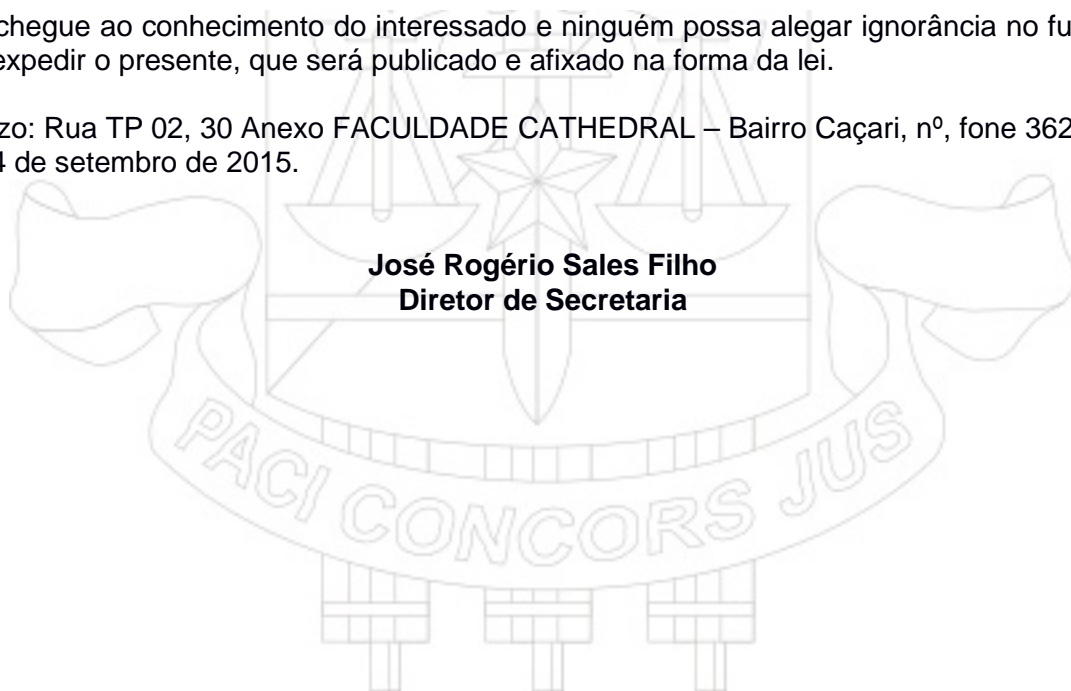 chegue ao conhecimento do interessado e ninguém possa alegar ignorância no fu
expedir o presente, que será publicado e afixado na forma da lei.
zo: Rua TP 02, 30 Anexo FACULDADE CATHEDRAL – Bairro Caçari, nº, fone 362
4 de setembro de 2015.
José Rogério Sales Filho
Diretor de Secretaria
PACI CONCORS JUS